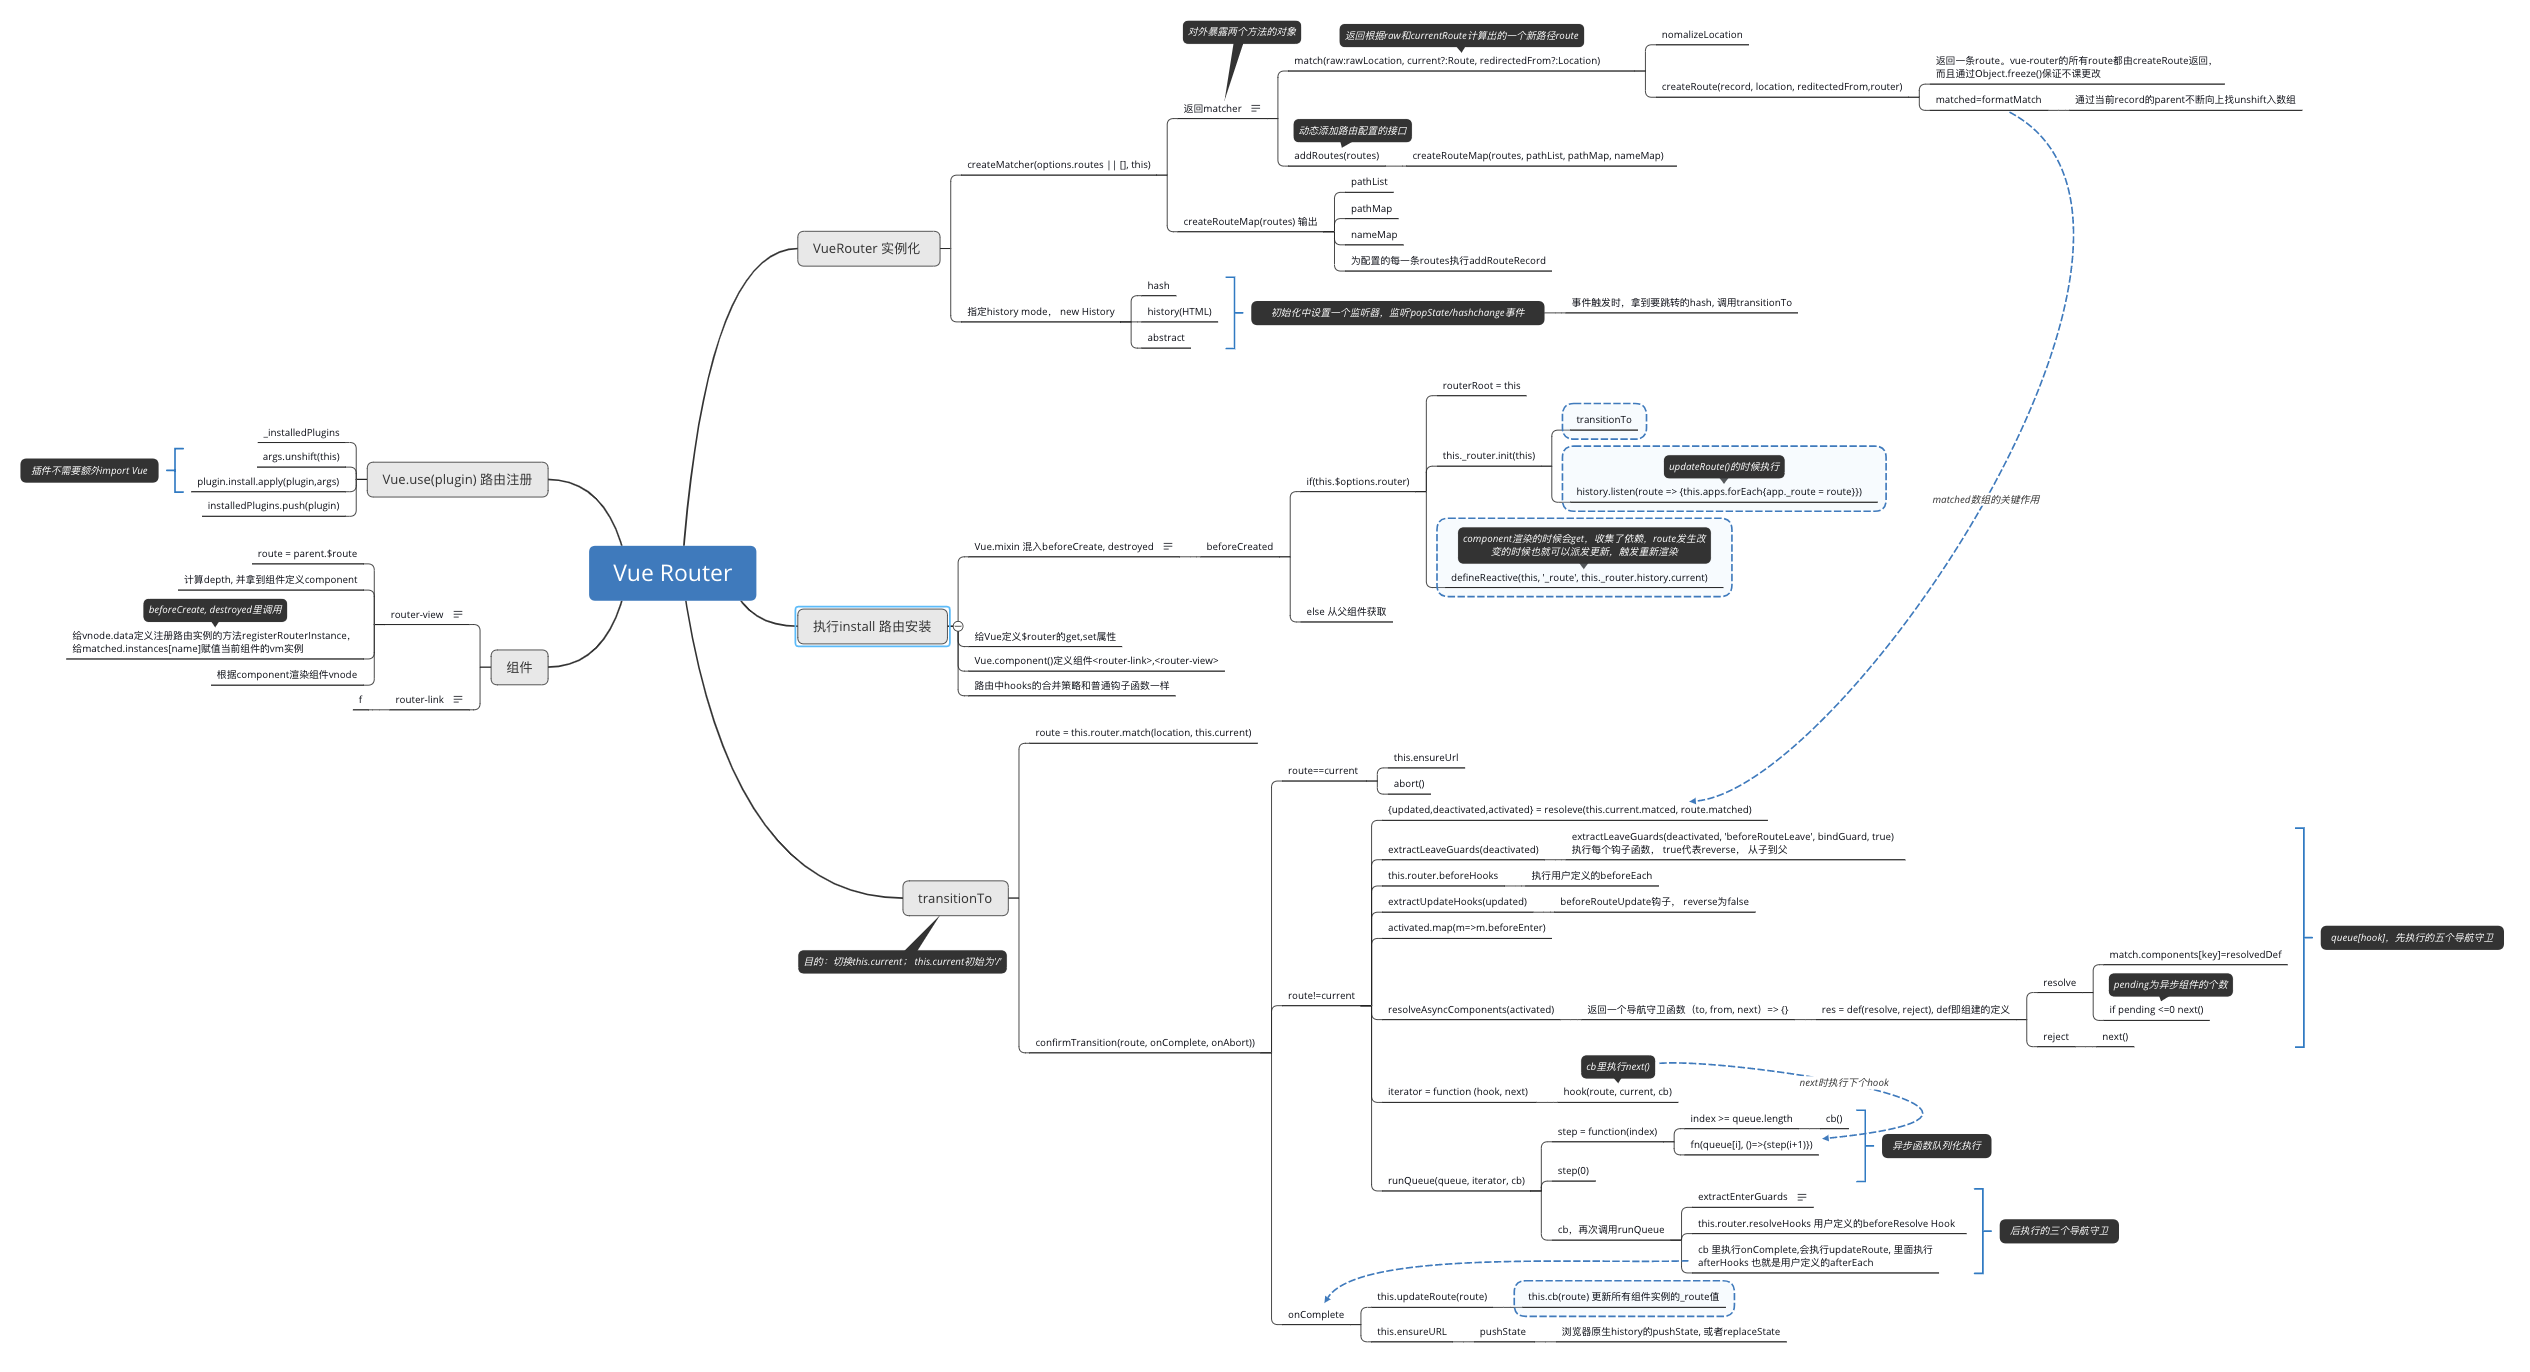 Vue Router
VueRouter 实例化
createMatcher(options.routes || [], this)
对外暴露两个方法的对象
返回matcher
返回根据raw和currentRoute计算出的一个新路径route
match(raw:rawLocation, current?:Route, redirectedFrom?:Location)
nomalizeLocation
createRoute(record, location, reditectedFrom,router)
返回一条route。vue-router的所有route都由createRoute返回，
而且通过Object.freeze()保证不课更改
matched=formatMatch
通过当前record的parent不断向上找unshift入数组
动态添加路由配置的接口
addRoutes(routes)
createRouteMap(routes, pathList, pathMap, nameMap)
createRouteMap(routes) 输出
pathList
pathMap
nameMap
为配置的每一条routes执行addRouteRecord
指定history mode， new History
hash
history(HTML)
abstract
初始化中设置一个监听器，监听popState/hashchange事件
事件触发时，拿到要跳转的hash, 调用transitionTo
Vue.use(plugin) 路由注册
_installedPlugins
args.unshift(this)
plugin.install.apply(plugin,args)
installedPlugins.push(plugin)
插件不需要额外import Vue
组件
router-view
route = parent.$route
计算depth, 并拿到组件定义component
beforeCreate, destroyed里调用
给vnode.data定义注册路由实例的方法registerRouterInstance，
给matched.instances[name]赋值当前组件的vm实例
根据component渲染组件vnode
router-link
f
执行install 路由安装
Vue.mixin 混入beforeCreate, destroyed
beforeCreated
if(this.$options.router)
routerRoot = this
this._router.init(this)
transitionTo
updateRoute()的时候执行
history.listen(route => {this.apps.forEach{app._route = route}})
component渲染的时候会get，收集了依赖，route发生改
变的时候也就可以派发更新，触发重新渲染
defineReactive(this, '_route', this._router.history.current)
else 从父组件获取
给Vue定义$router的get,set属性
Vue.component()定义组件<router-link>,<router-view>
路由中hooks的合并策略和普通钩子函数一样
matched数组的关键作用
transitionTo
目的：切换this.current； this.current初始为'/'
route = this.router.match(location, this.current)
confirmTransition(route, onComplete, onAbort))
route==current
this.ensureUrl
abort()
route!=current
{updated,deactivated,activated} = resoleve(this.current.matced, route.matched)
extractLeaveGuards(deactivated)
extractLeaveGuards(deactivated, 'beforeRouteLeave', bindGuard, true)
执行每个钩子函数， true代表reverse， 从子到父
this.router.beforeHooks
执行用户定义的beforeEach
extractUpdateHooks(updated)
beforeRouteUpdate钩子， reverse为false
activated.map(m=>m.beforeEnter)
resolveAsyncComponents(activated)
返回一个导航守卫函数（to, from, next）=> {}
res = def(resolve, reject), def即组建的定义
resolve
match.components[key]=resolvedDef
pending为异步组件的个数
if pending <=0 next()
reject
next()
queue[hook]，先执行的五个导航守卫
iterator = function (hook, next)
cb里执行next()
hook(route, current, cb)
next时执行下个hook
runQueue(queue, iterator, cb)
step = function(index)
index >= queue.length
cb()
fn(queue[i], ()=>{step(i+1)})
step(0)
异步函数队列化执行
cb，再次调用runQueue
extractEnterGuards
this.router.resolveHooks 用户定义的beforeResolve Hook
cb 里执行onComplete,会执行updateRoute, 里面执行
afterHooks 也就是用户定义的afterEach
后执行的三个导航守卫
onComplete
this.updateRoute(route)
this.cb(route) 更新所有组件实例的_route值
this.ensureURL
pushState
浏览器原生history的pushState, 或者replaceState